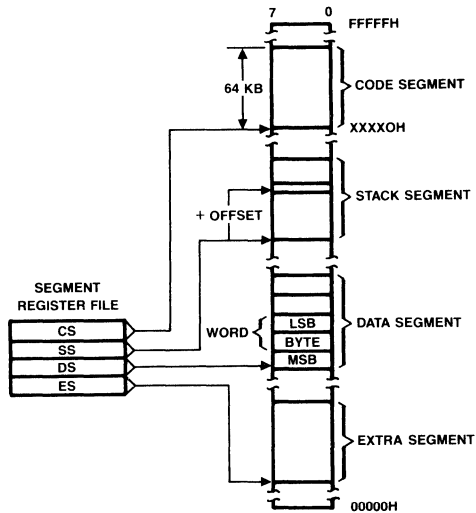 7 0
FFFFFH
64 KB
CODE SEGMENT
XXXX0H
STACK SEGMENT
+ OFFSET
SEGMENT
REGISTER FILE
CS
SS
DS
ES
WORD
LSB
BYTE
MSB
DATA SEGMENT
EXTRA SEGMENT
00000H